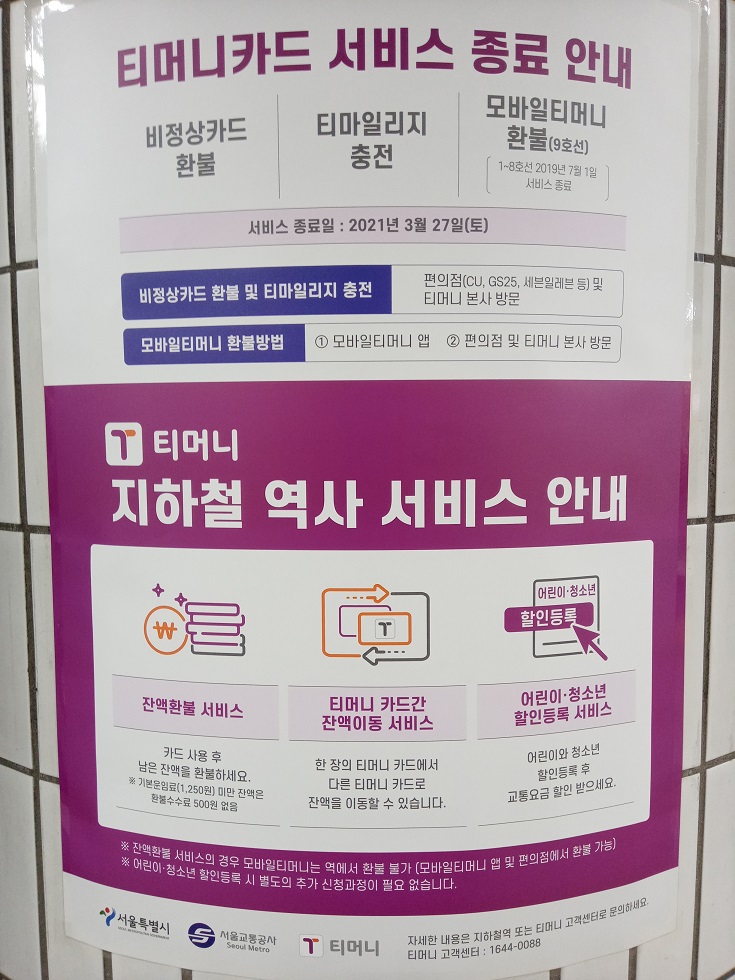 티머니카드 서비스 종료 안내
비정상카드
환불
티마일리지
충전
모바일티머니
환불(9호선)
1~8호선 2019년 7월 1일
서비스 종료
서비스 종료일 : 2021년 3월 27일(토)
비정상카드 환불 및 티마일리지 충전
편의점(CU, GS25, 세븐일레븐 등) 및
티머니 본사 방문
모바일티머니 환불방법
① 모바일티머니 앱 ② 편의점 및 티머니 본사 방문
T 티머니
지하철 역사 서비스 안내
₩
T
어린이·청소년
할인등록
잔액환불 서비스
카드 사용 후
남은 잔액을 환불하세요.
※ 기본운임료(1,250원) 미만 잔액은
환불수수료 500원 없음
티머니 카드간
잔액이동 서비스
한 장의 티머니 카드에서
다른 티머니 카드로
잔액을 이동할 수 있습니다.
어린이·청소년
할인등록 서비스
어린이와 청소년
할인등록 후
교통요금 할인 받으세요.
※ 잔액환불 서비스의 경우 모바일티머니는 역에서 환불 불가 (모바일티머니 앱 및 편의점에서 환불 가능)
※ 어린이·청소년 할인등록 시 별도의 추가 신청과정이 필요 없습니다.
서울특별시
SEOUL METROPOLITAN GOVERNMENT
서울교통공사
Seoul Metro
T 티머니
자세한 내용은 지하철역 또는 티머니 고객센터로 문의하세요.
티머니 고객센터 : 1644-0088